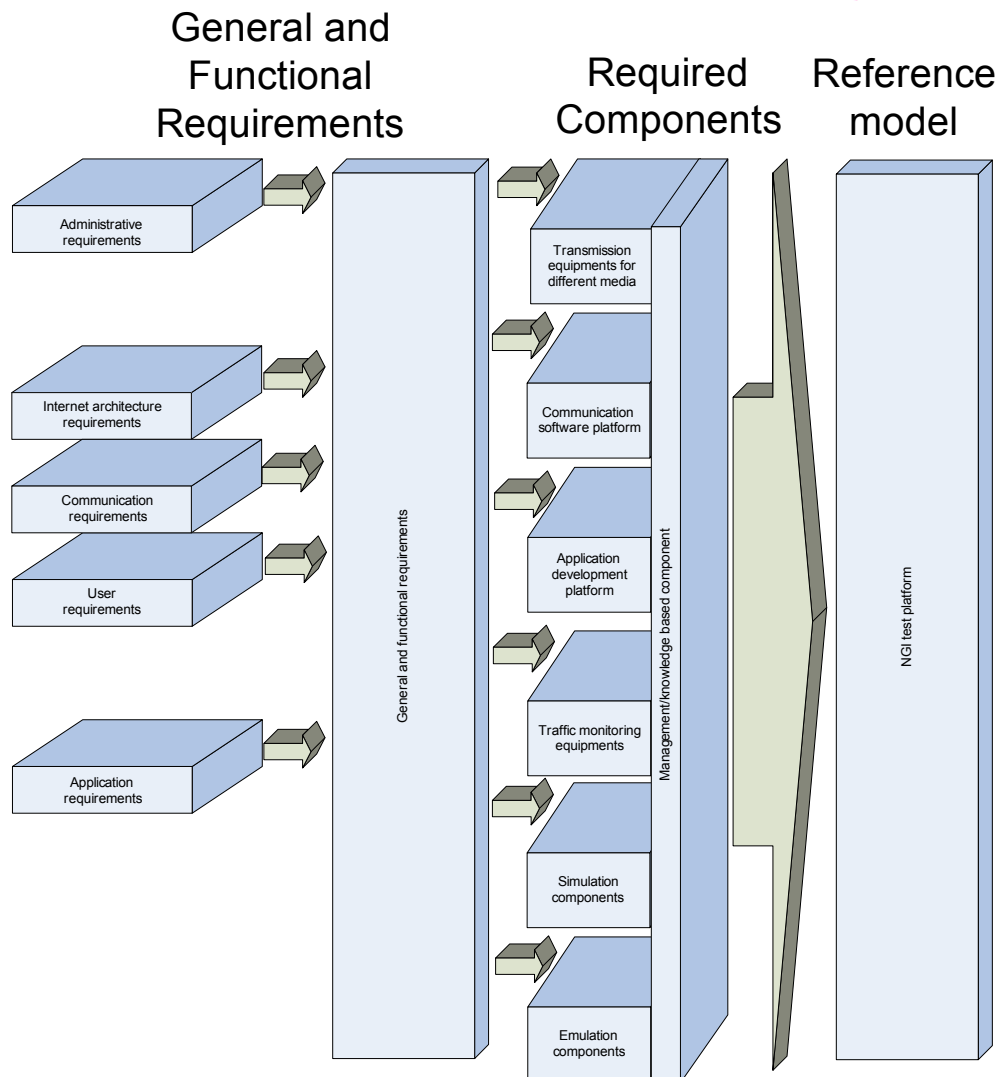 General and
Functional
Requirements
Required
Components
Reference
model
Administrative
requirements
Internet architecture
requirements
Communication
requirements
User
requirements
Application
requirements
General and functional requirements
Transmission
equipments for
different media
Communication
software platform
Application
development
platform
Traffic monitoring
equipments
Simulation
components
Emulation
components
Management/knowledge based component
NGI test platform